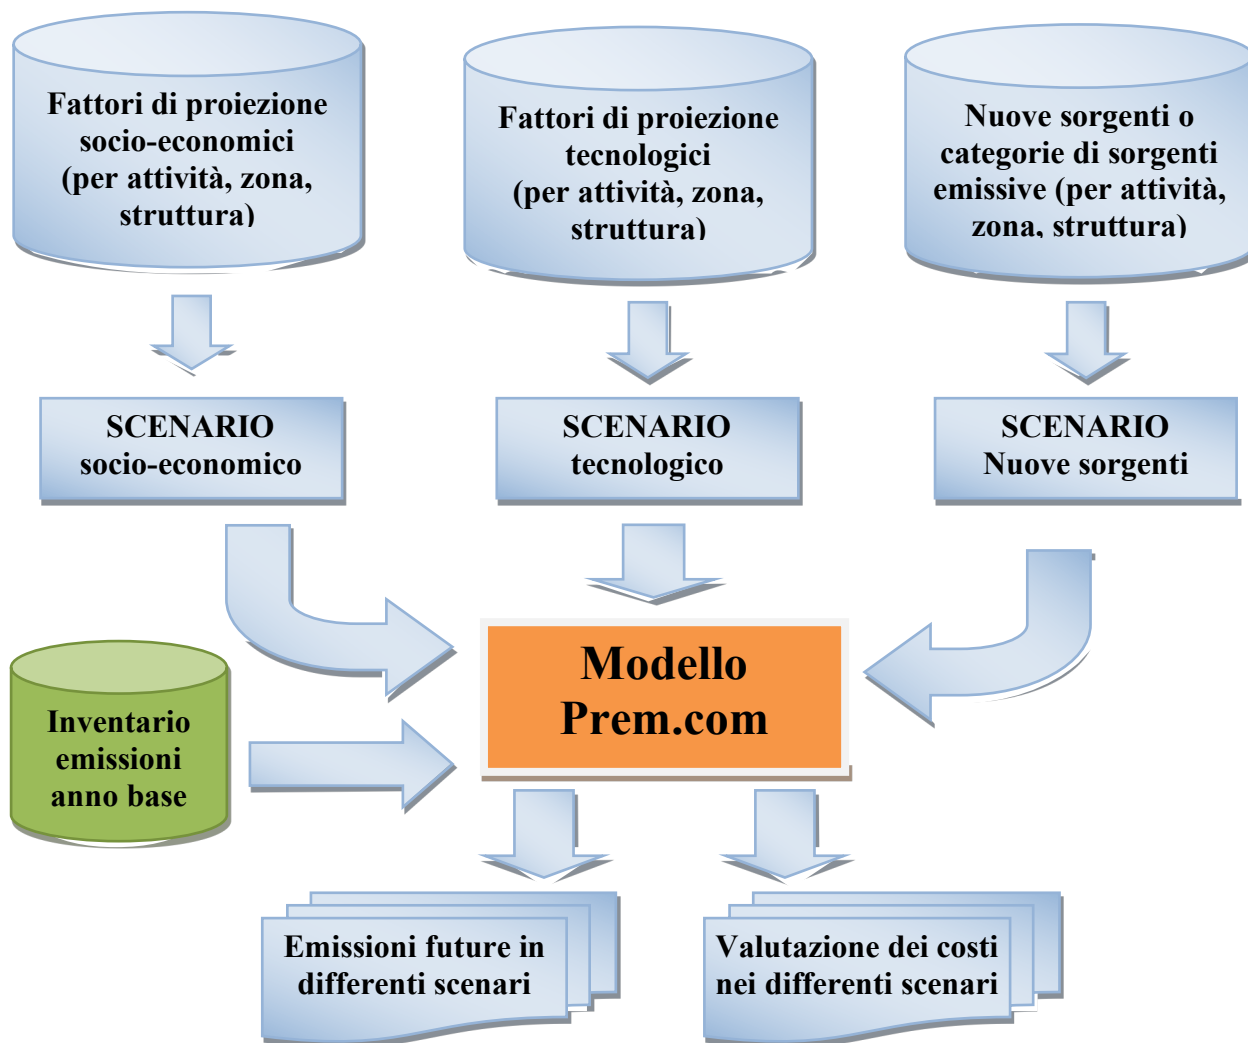 Fattori di proiezione
socio-economici
(per attività, zona,
struttura)
Fattori di proiezione
tecnologici
(per attività, zona,
struttura)
Nuove sorgenti o
categorie di sorgenti
emissive (per attività,
zona, struttura)
SCENARIO
socio-economico
SCENARIO
tecnologico
SCENARIO
Nuove sorgenti
Inventario
emissioni
anno base
Modello
Prem.com
Emissioni future in
differenti scenari
Valutazione dei costi
nei differenti scenari